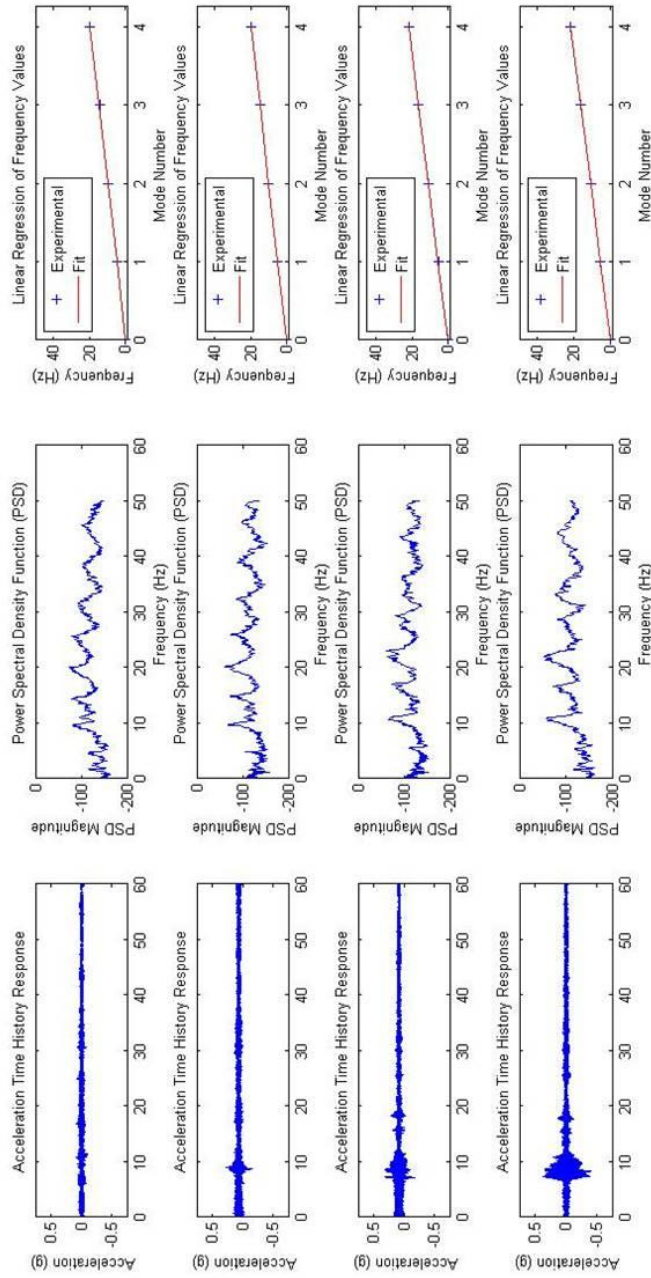 Acceleration Time History Response
Acceleration (g)
0.5
0
-0.5
0 10 20 30 40 50 60
Power Spectral Density Function (PSD)
PSD Magnitude
0
-100
-200
0 10 20 30 40 50 60
Frequency (Hz)
Linear Regression of Frequency Values
Frequency (Hz)
40
20
0
Experimental
Fit
0 1 2 3 4
Mode Number
Acceleration Time History Response
Acceleration (g)
0.5
0
-0.5
0 10 20 30 40 50 60
Power Spectral Density Function (PSD)
PSD Magnitude
0
-100
-200
0 10 20 30 40 50 60
Frequency (Hz)
Linear Regression of Frequency Values
Frequency (Hz)
40
20
0
Experimental
Fit
0 1 2 3 4
Mode Number
Acceleration Time History Response
Acceleration (g)
0.5
0
-0.5
0 10 20 30 40 50 60
Power Spectral Density Function (PSD)
PSD Magnitude
0
-100
-200
0 10 20 30 40 50 60
Frequency (Hz)
Linear Regression of Frequency Values
Frequency (Hz)
40
20
0
Experimental
Fit
0 1 2 3 4
Mode Number
Acceleration Time History Response
Acceleration (g)
0.5
0
-0.5
0 10 20 30 40 50 60
Power Spectral Density Function (PSD)
PSD Magnitude
0
-100
-200
0 10 20 30 40 50 60
Frequency (Hz)
Linear Regression of Frequency Values
Frequency (Hz)
40
20
0
Experimental
Fit
0 1 2 3 4
Mode Number